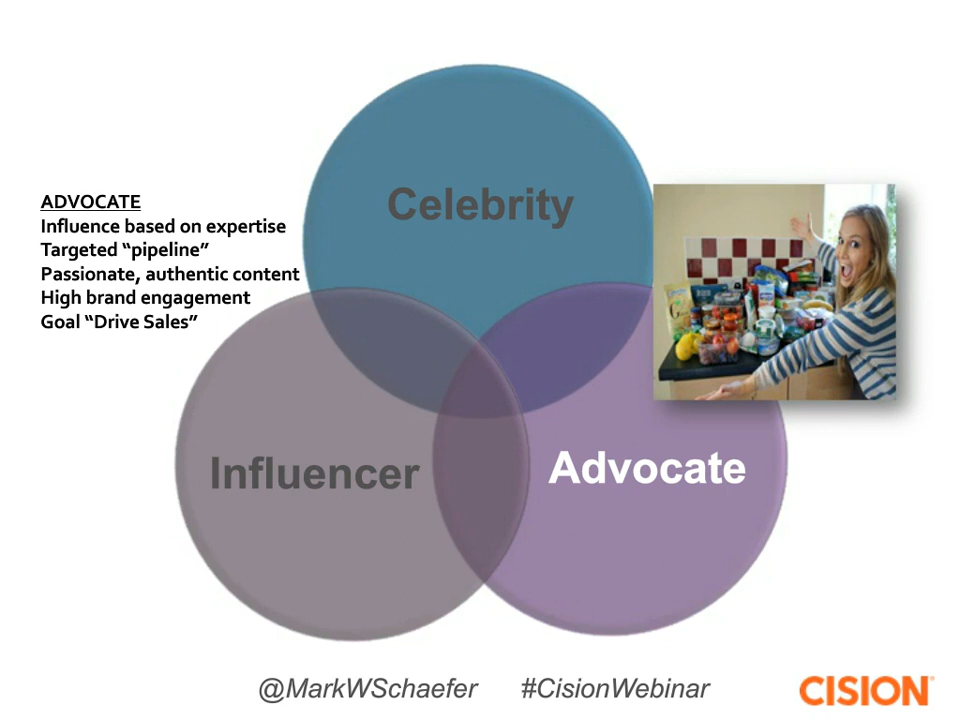 Celebrity
ADVOCATE
Influence based on expertise
Targeted “pipeline”
Passionate, authentic content
High brand engagement
Goal “Drive Sales”
Influencer
Advocate
@MarkWSchaefer #CisionWebinar
CISION